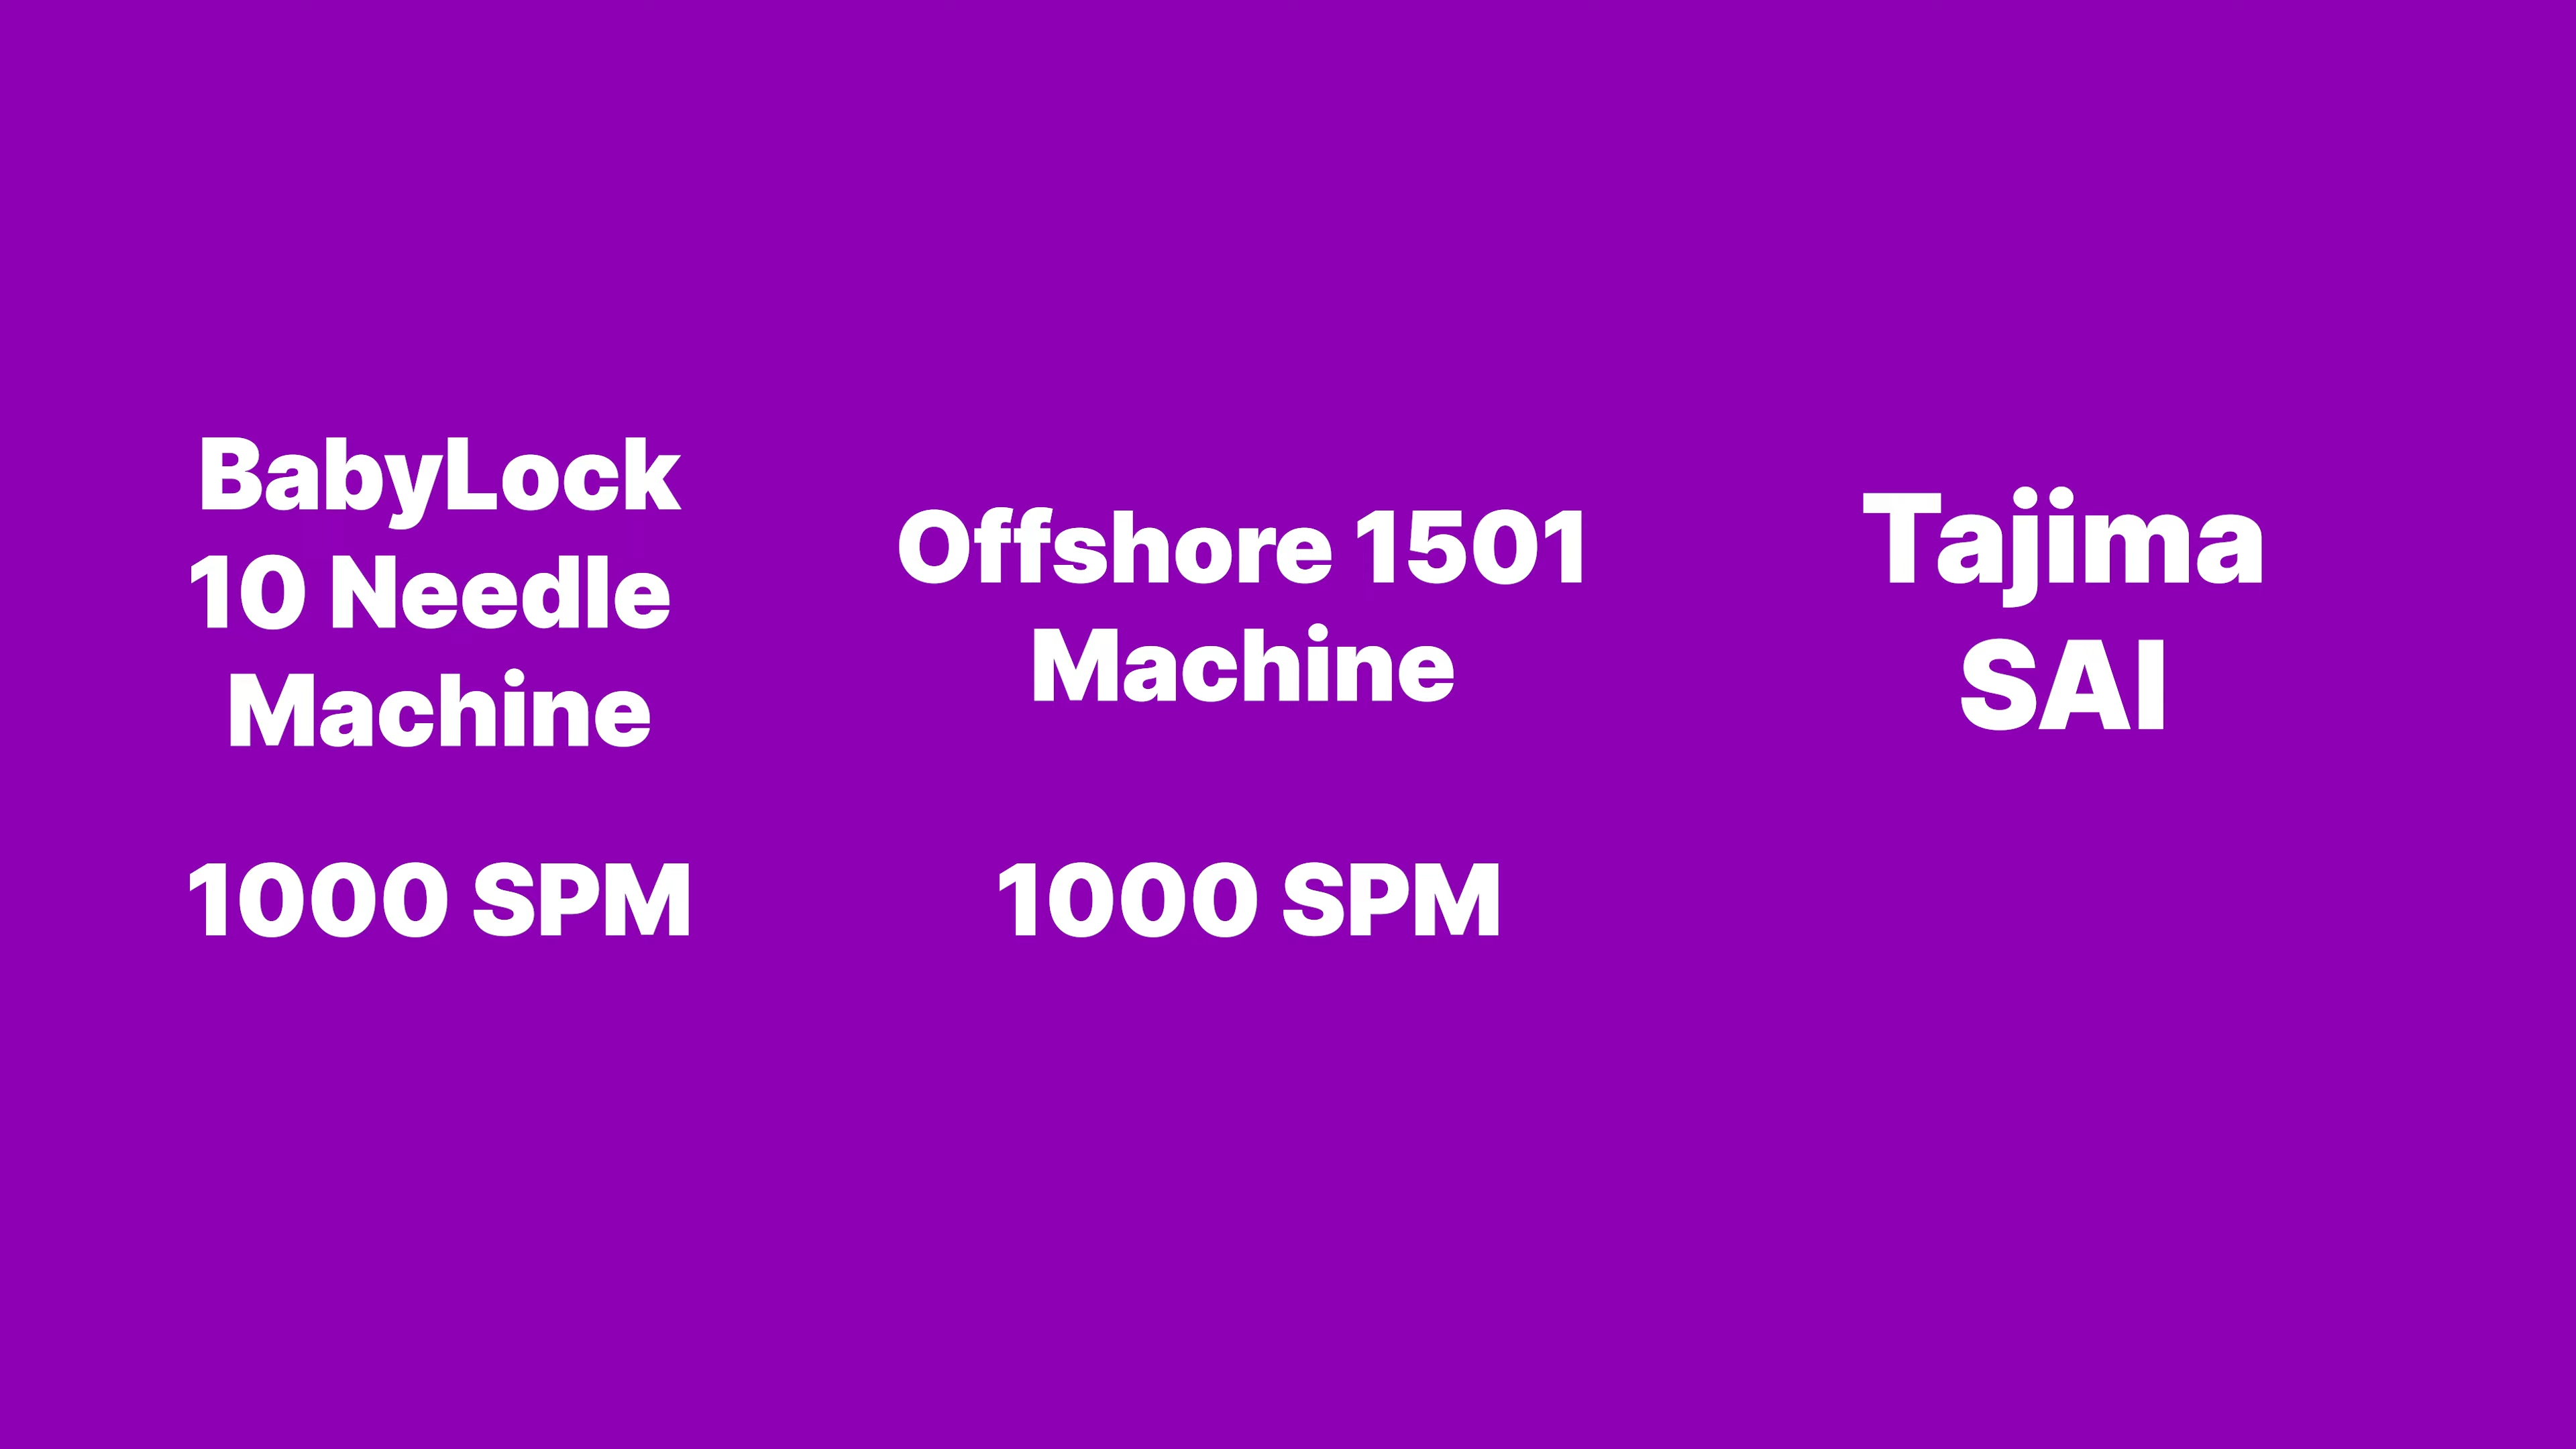 BabyLock
10 Needle
Machine
1000 SPM
Offshore 1501
Machine
1000 SPM
Tajima
SAI